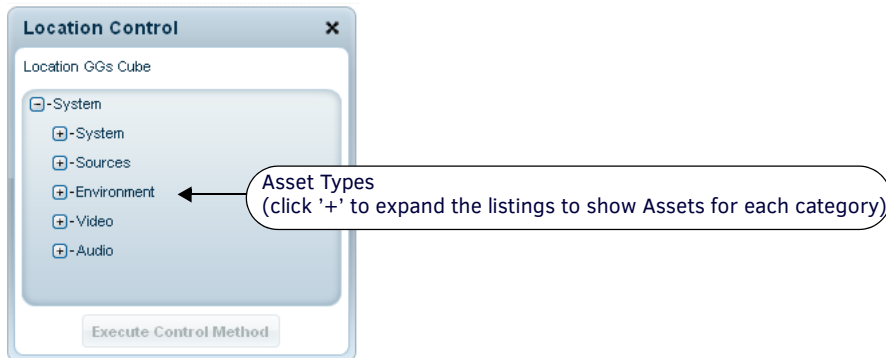 Location Control
Location GGs Cube
System
System
Sources
Environment
Video
Audio
Execute Control Method
Asset Types
(click '+' to expand the listings to show Assets for each category)